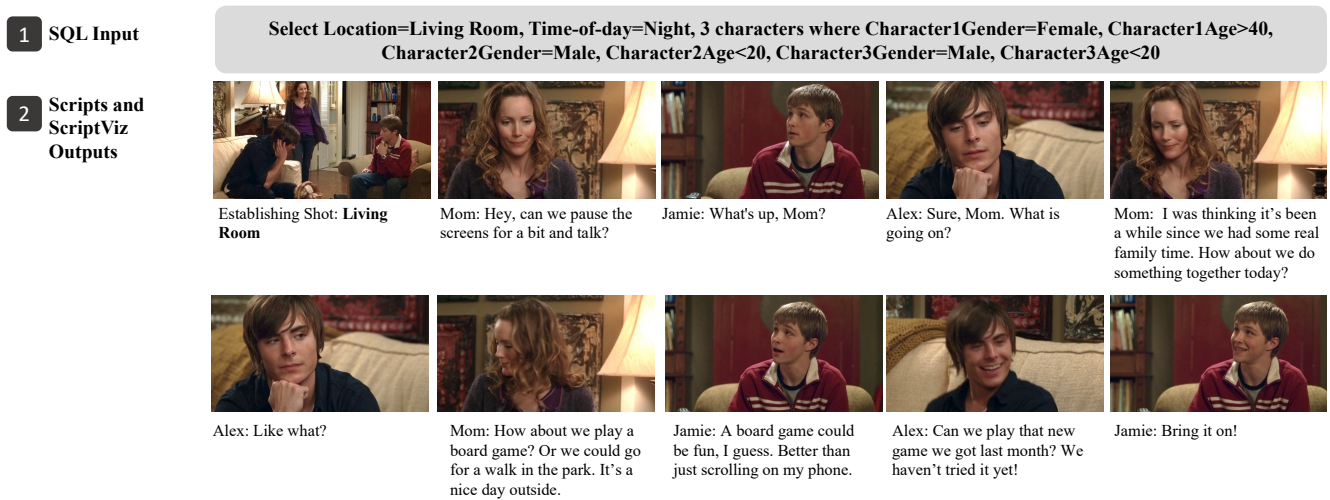 1
SQL Input
Select Location=Living Room, Time-of-day=Night, 3 characters where Character1Gender=Female, Character1Age>40,
Character2Gender=Male, Character2Age<20, Character3Gender=Male, Character3Age<20
2
Scripts and
ScriptViz
Outputs
Establishing Shot: Living
Room
Mom: Hey, can we pause the
screens for a bit and talk?
Jamie: What's up, Mom?
Alex: Sure, Mom. What is
going on?
Mom:  I was thinking it’s been
a while since we had some real
family time. How about we do
something together today?
Alex: Like what?
Mom: How about we play a
board game? Or we could go
for a walk in the park. It’s a
nice day outside.
Jamie: A board game could
be fun, I guess. Better than
just scrolling on my phone.
Alex: Can we play that new
game we got last month? We
haven’t tried it yet!
Jamie: Bring it on!